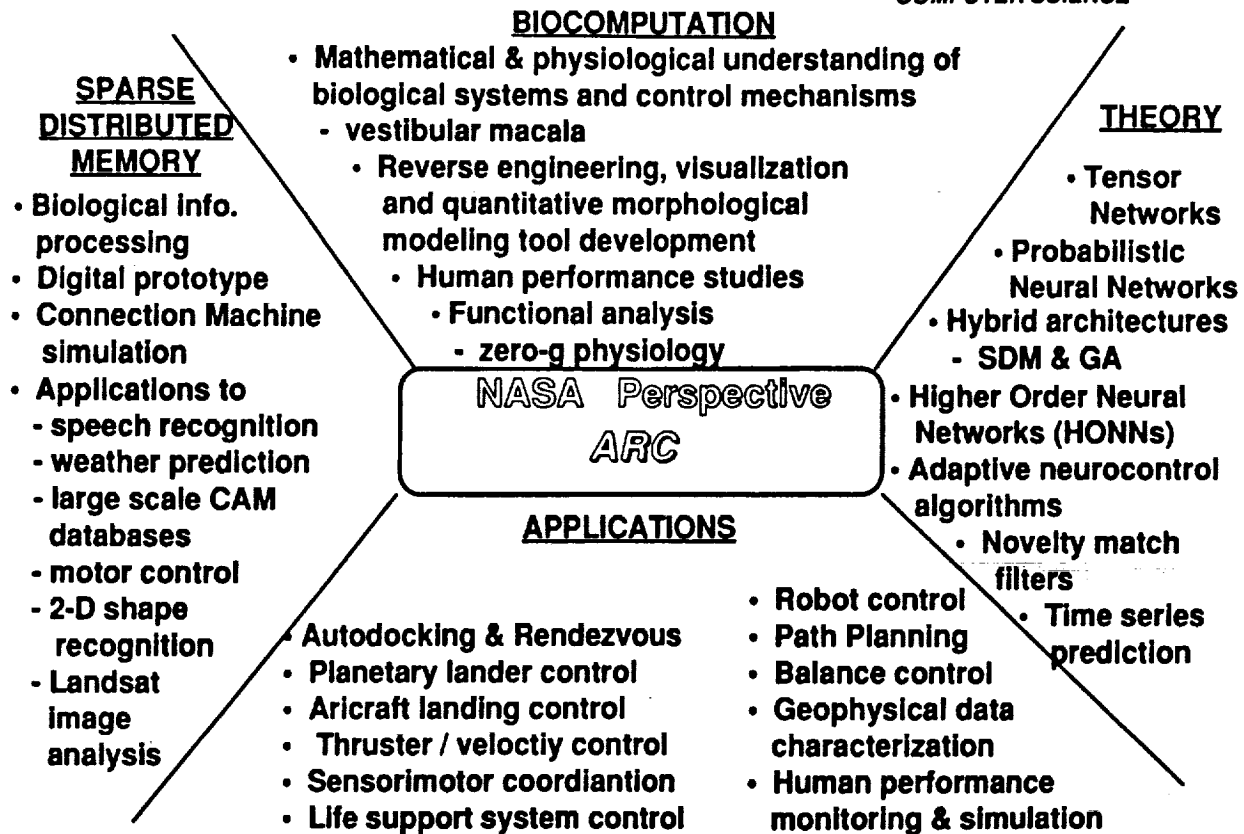 BIOCOMPUTATION
• Mathematical & physiological understanding of
biological systems and control mechanisms
- vestibular macala
• Reverse engineering, visualization
and quantitative morphological
modeling tool development
• Human performance studies
• Functional analysis
- zero-g physiology
SPARSE
DISTRIBUTED
MEMORY
• Biological info.
processing
• Digital prototype
• Connection Machine
simulation
• Applications to
- speech recognition
- weather prediction
- large scale CAM
databases
- motor control
- 2-D shape
recognition
- Landsat
image
analysis
NASA Perspective
ARC
THEORY
• Tensor
Networks
• Probabilistic
Neural Networks
• Hybrid architectures
- SDM & GA
• Higher Order Neural
Networks (HONNs)
• Adaptive neurocontrol
algorithms
• Novelty match
filters
• Time series
prediction
APPLICATIONS
• Autodocking & Rendezvous
• Planetary lander control
• Aricraft landing control
• Thruster / veloctiy control
• Sensorimotor coordiantion
• Life support system control
• Robot control
• Path Planning
• Balance control
• Geophysical data
characterization
• Human performance
monitoring & simulation